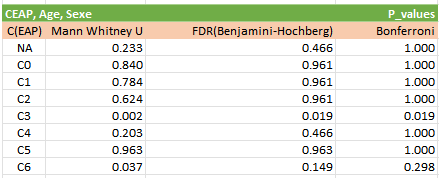 CEAP, Age, Sexe P_values
C(EAP) Mann Whitney U FDR(Benjamini-Hochberg) Bonferroni
NA 0.233 0.466 1.000
C0 0.840 0.961 1.000
C1 0.784 0.961 1.000
C2 0.624 0.961 1.000
C3 0.002 0.019 0.019
C4 0.203 0.466 1.000
C5 0.963 0.963 1.000
C6 0.037 0.149 0.298